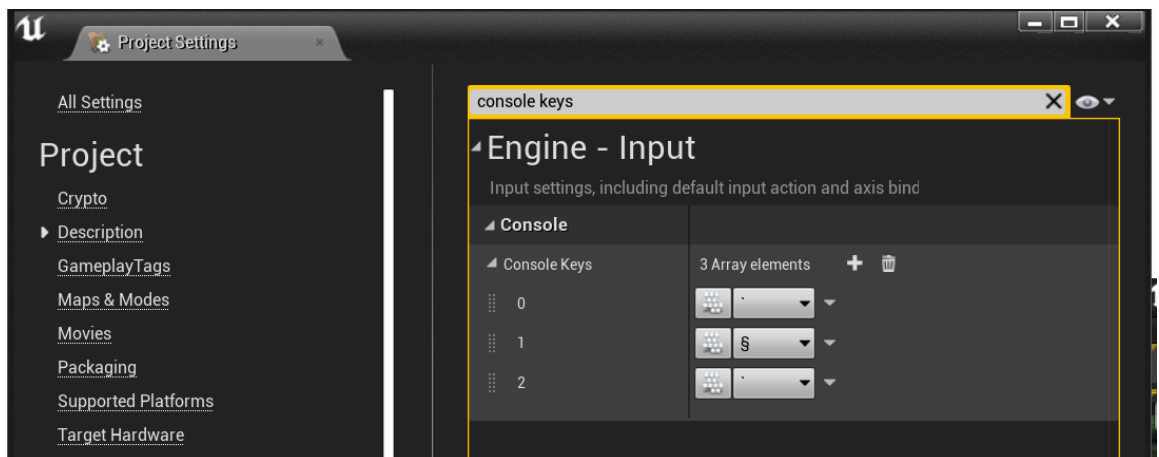 Project Settings
All Settings
Project
Crypto
Description
GameplayTags
Maps & Modes
Movies
Packaging
Supported Platforms
Target Hardware
console keys
Engine - Input
Input settings, including default input action and axis bind
Console
Console Keys 3 Array elements
0 `
1 §
2 `